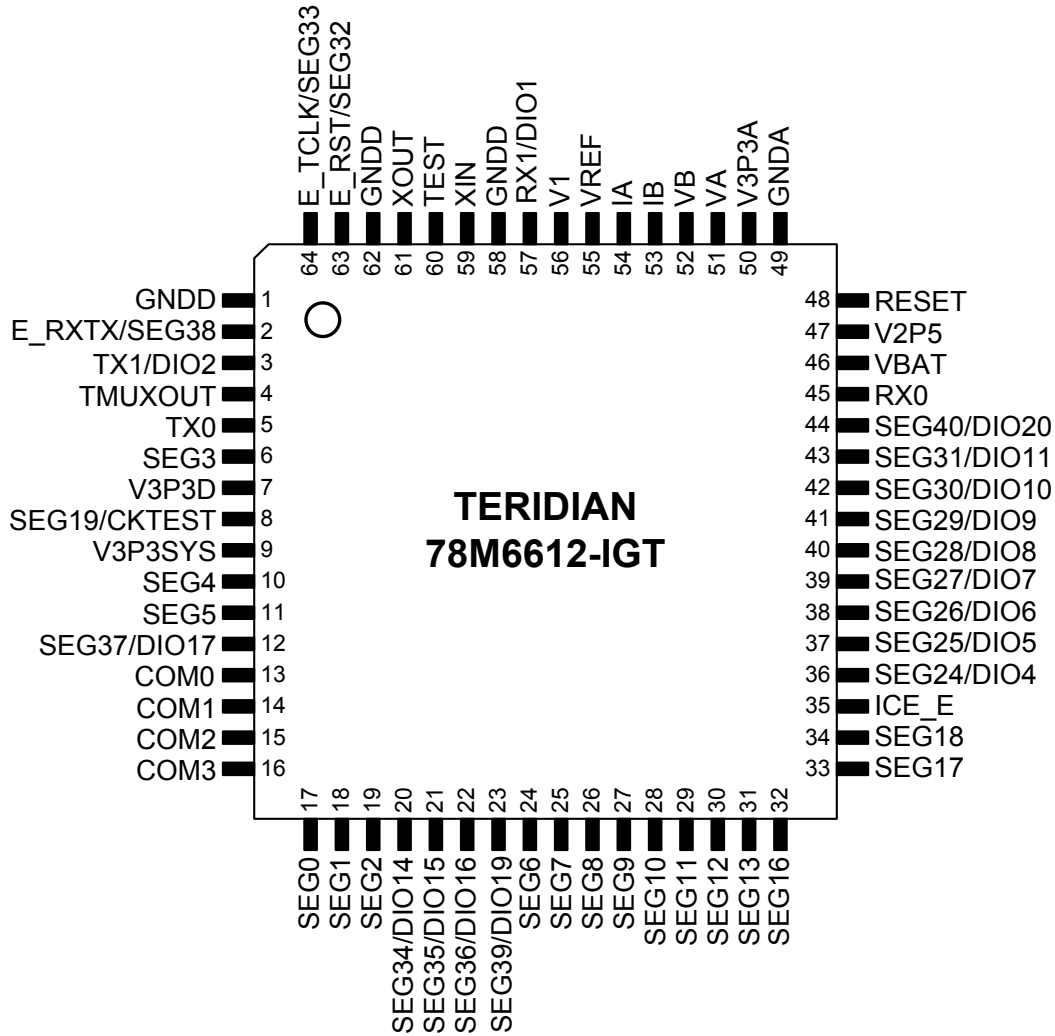 E_TCLK/SEG33
E_RST/SEG32
GNDD
XOUT
TEST
XIN
GNDD
RX1/DIO1
V1
VREF
IA
IB
VB
VA
V3P3A
GNDA
64
63
62
61
60
59
58
57
56
55
54
53
52
51
50
49
GNDD 1
E_RXTX/SEG38 2
TX1/DIO2 3
TMUXOUT 4
TX0 5
SEG3 6
V3P3D 7
SEG19/CKTEST 8
V3P3SYS 9
SEG4 10
SEG5 11
SEG37/DIO17 12
COM0 13
COM1 14
COM2 15
COM3 16
TERIDIAN
78M6612-IGT
48 RESET
47 V2P5
46 VBAT
45 RX0
44 SEG40/DIO20
43 SEG31/DIO11
42 SEG30/DIO10
41 SEG29/DIO9
40 SEG28/DIO8
39 SEG27/DIO7
38 SEG26/DIO6
37 SEG25/DIO5
36 SEG24/DIO4
35 ICE_E
34 SEG18
33 SEG17
17
18
19
20
21
22
23
24
25
26
27
28
29
30
31
32
SEG0
SEG1
SEG2
SEG34/DIO14
SEG35/DIO15
SEG36/DIO16
SEG39/DIO19
SEG6
SEG7
SEG8
SEG9
SEG10
SEG11
SEG12
SEG13
SEG16